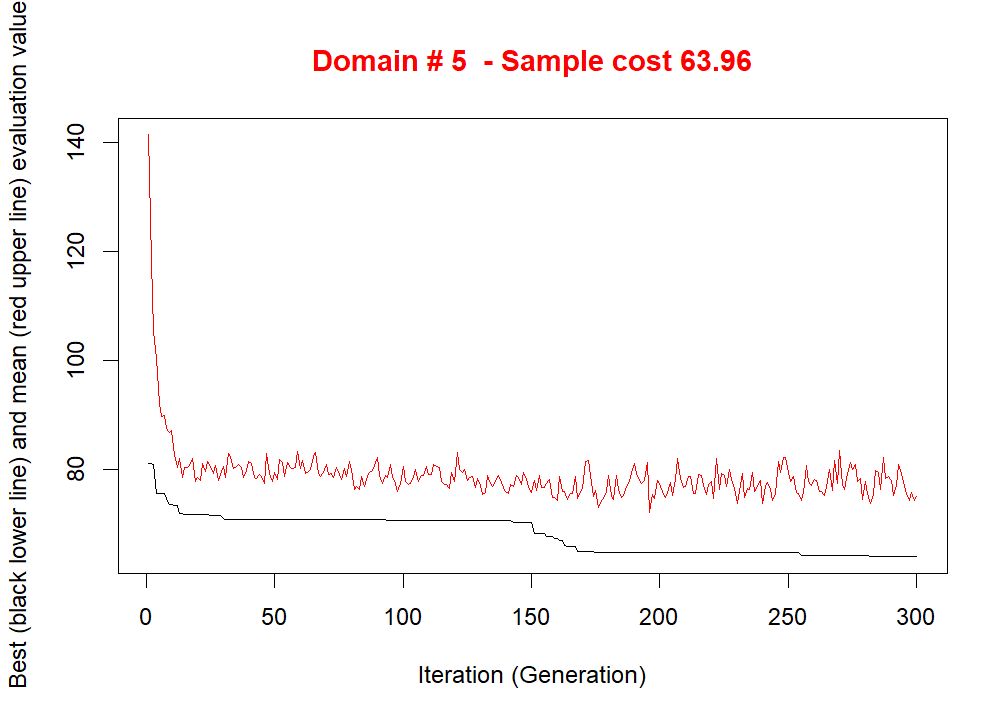 Domain # 5  - Sample cost 63.96
Best (black lower line) and mean (red upper line) evaluation value
140
120
100
80
0 50 100 150 200 250 300
Iteration (Generation)